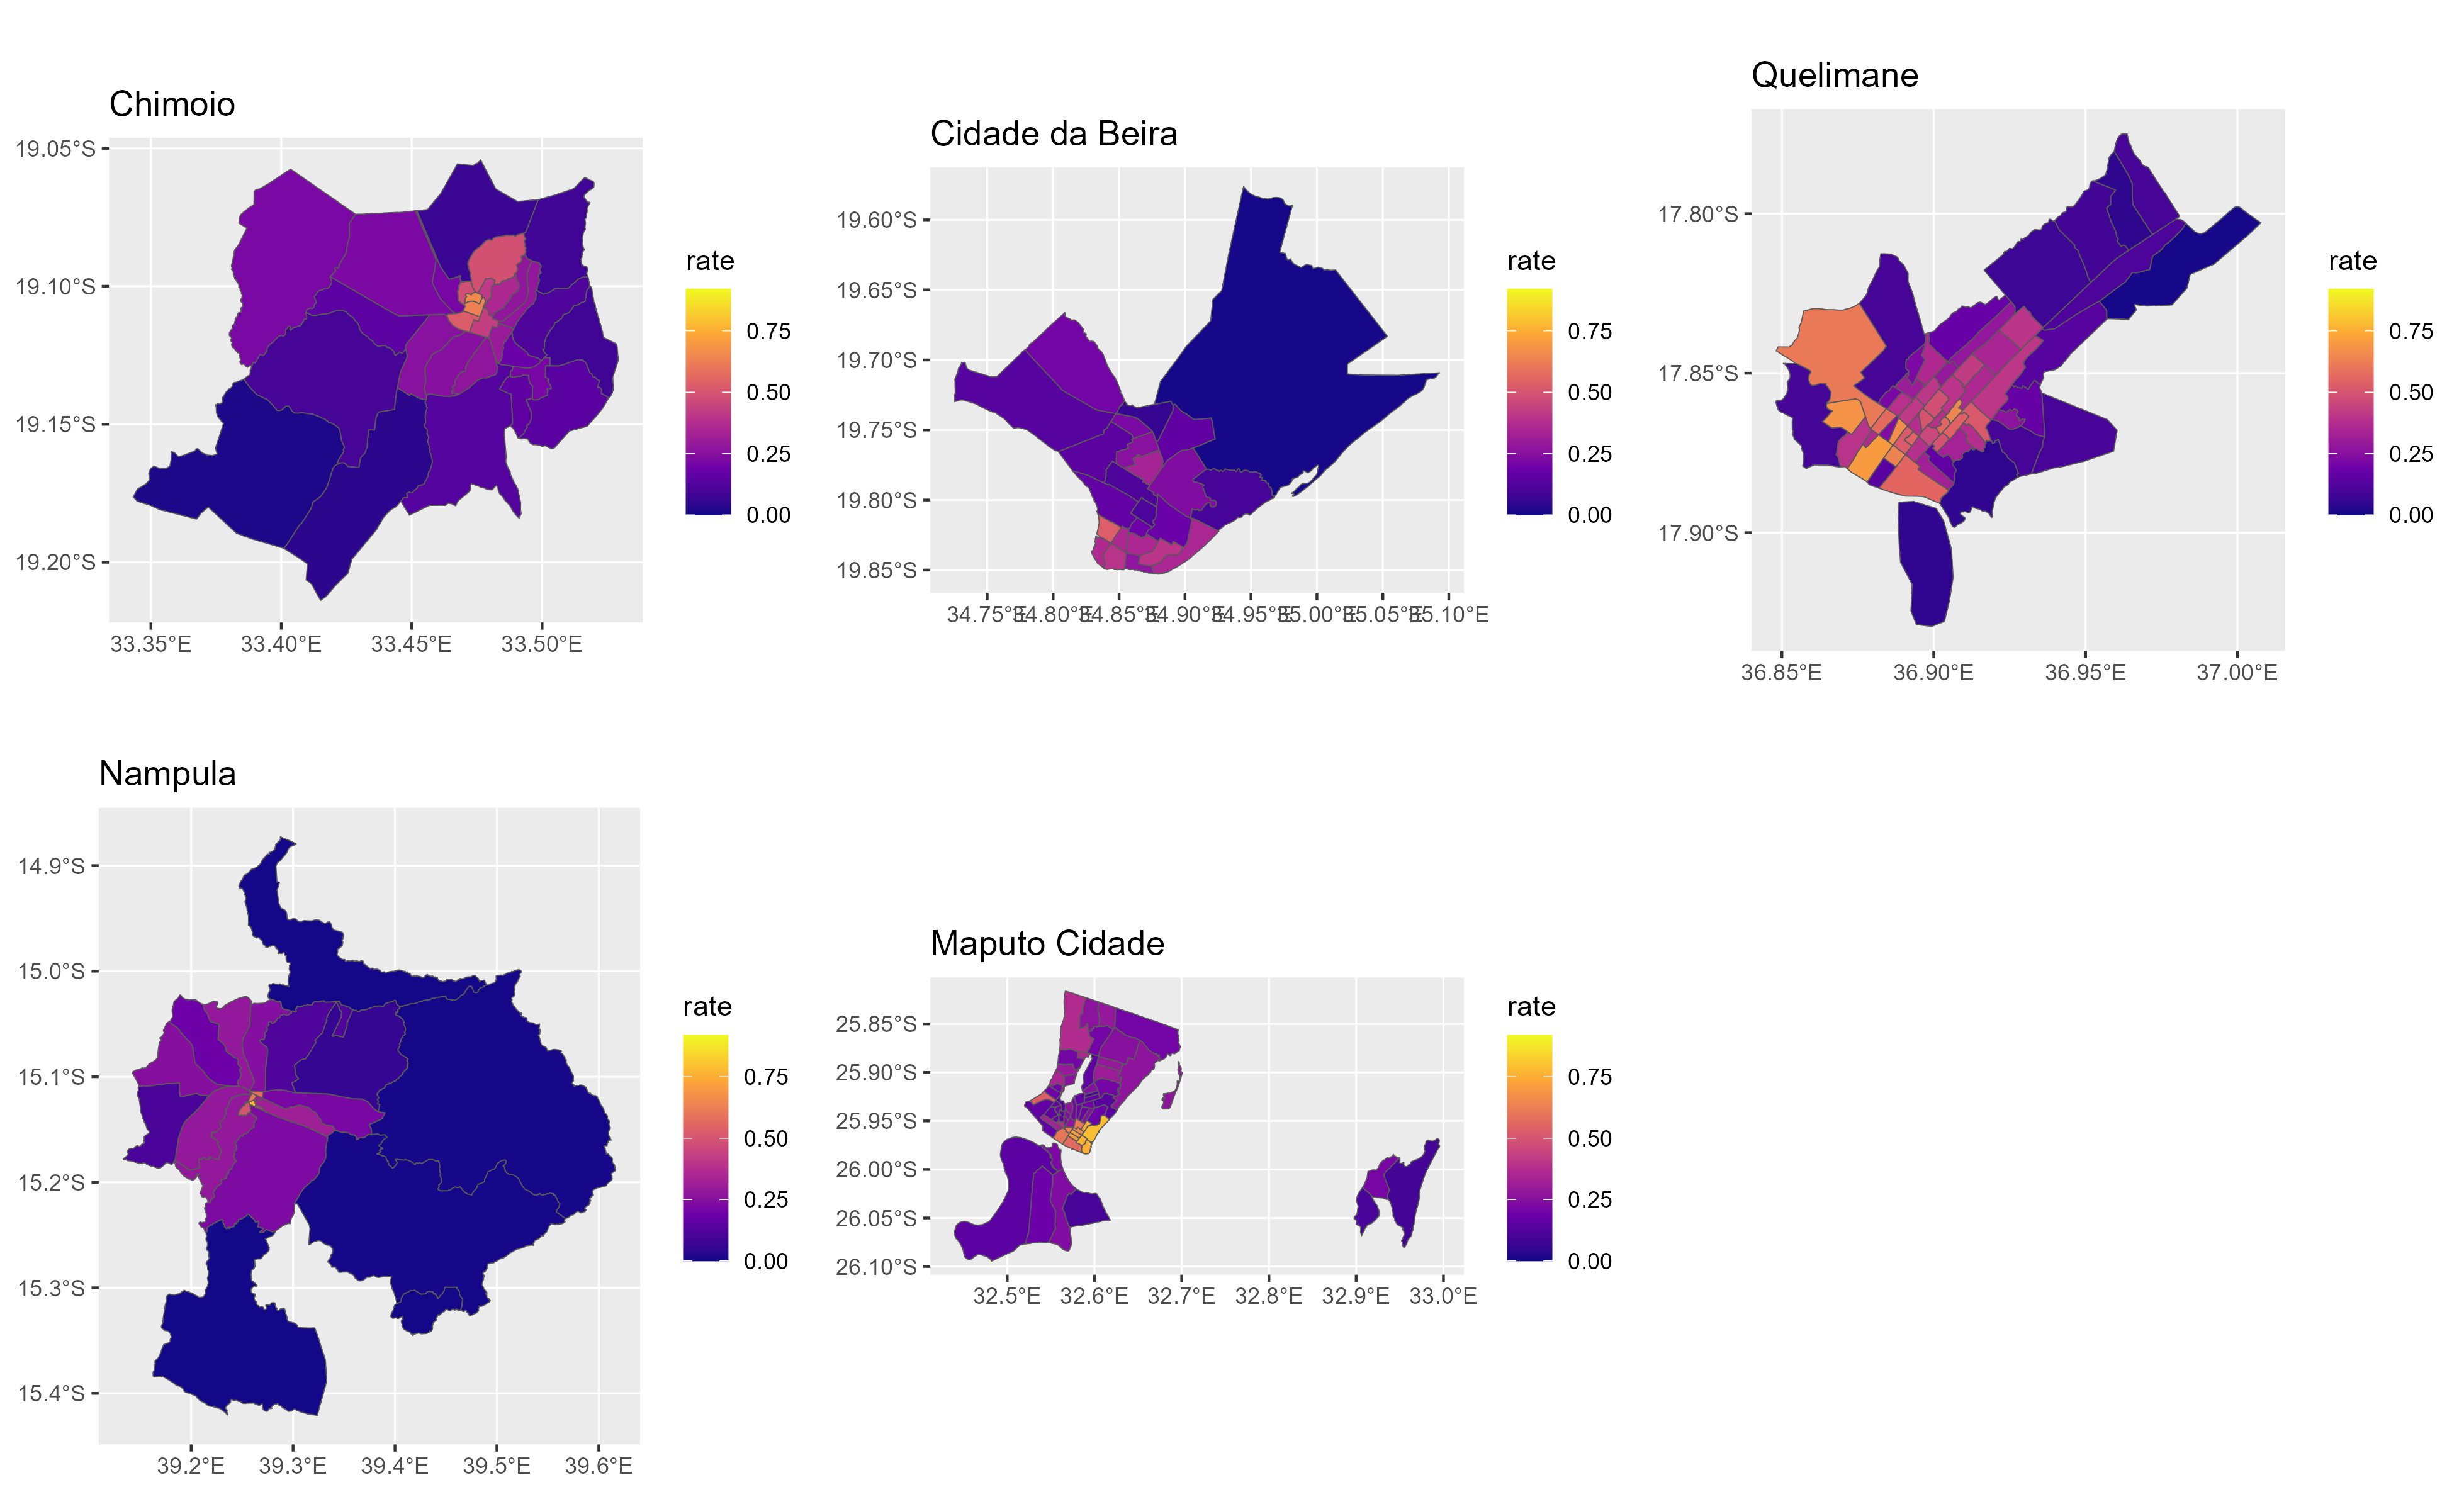 Chimoio
19.05°S
19.10°S
19.15°S
19.20°S
33.35°E 33.40°E 33.45°E 33.50°E
rate
0.75
0.50
0.25
0.00
Cidade da Beira
19.60°S
19.65°S
19.70°S
19.75°S
19.80°S
19.85°S
34.75°E 34.80°E 34.85°E 34.90°E 34.95°E 35.00°E 35.05°E 35.10°E
rate
0.75
0.50
0.25
0.00
Quelimane
17.80°S
17.85°S
17.90°S
36.85°E 36.90°E 36.95°E 37.00°E
rate
0.75
0.50
0.25
0.00
Nampula
14.9°S
15.0°S
15.1°S
15.2°S
15.3°S
15.4°S
39.2°E 39.3°E 39.4°E 39.5°E 39.6°E
rate
0.75
0.50
0.25
0.00
Maputo Cidade
25.85°S
25.90°S
25.95°S
26.00°S
26.05°S
26.10°S
32.5°E 32.6°E 32.7°E 32.8°E 32.9°E 33.0°E
rate
0.75
0.50
0.25
0.00